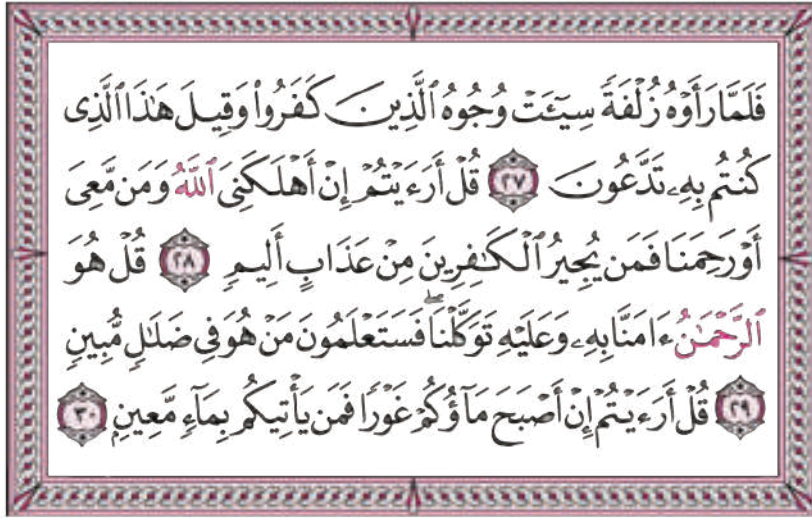 فَلَمَّا رَأَوْهُ زُلْفَةً سِيٓـَٔتْ وُجُوهُ ٱلَّذِينَ كَفَرُوا۟ وَقِيلَ هَٰذَا ٱلَّذِى
كُنتُم بِهِۦ تَدَّعُونَ ٢٧ قُلْ أَرَءَيْتُمْ إِنْ أَهْلَكَنِىَ ٱللَّهُ وَمَن مَّعِىَ
أَوْ رَحِمَنَا فَمَن يُجِيرُ ٱلْكَٰفِرِينَ مِنْ عَذَابٍ أَلِيمٍ ٢٨ قُلْ هُوَ
ٱلرَّحْمَٰنُ ءَامَنَّا بِهِۦ وَعَلَيْهِ تَوَكَّلْنَا ۖ فَسَتَعْلَمُونَ مَنْ هُوَ فِى ضَلَٰلٍ مُّبِينٍ
٢٩ قُلْ أَرَءَيْتُمْ إِنْ أَصْبَحَ مَآؤُكُمْ غَوْرًا فَمَن يَأْتِيكُم بِمَآءٍ مَّعِينٍۭ ٣٠